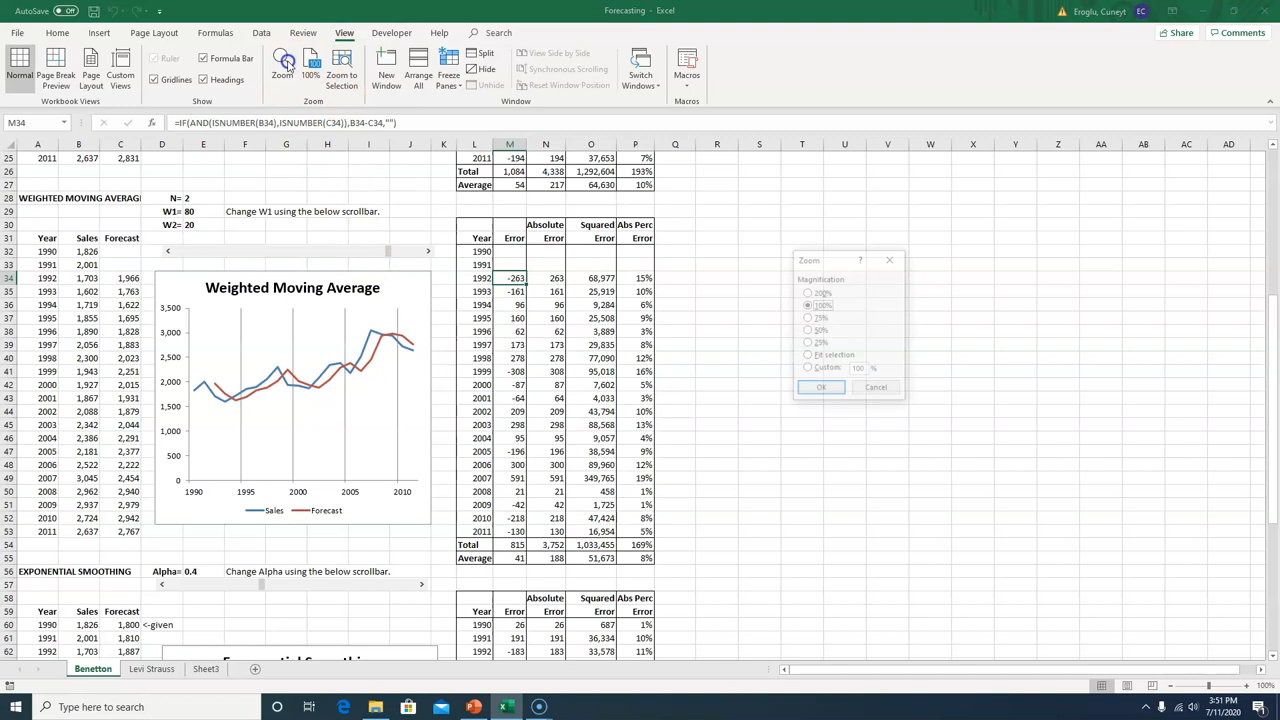 AutoSave Off Forecasting - Excel Eroglu, Cuneyt EC
File Home Insert Page Layout Formulas Data Review View Developer Help Search Share Comments
Normal Page Break Preview Page Layout Custom Views Workbook Views
Ruler Formula Bar Gridlines Headings Show
Zoom 100% Zoom to Selection Zoom
New Window Arrange All Freeze Panes Split Hide Unhide View Side by Side Synchronous Scrolling Reset Window Position Switch Windows Window
Macros Macros
M34 fx =IF(AND(ISNUMBER(B34),ISNUMBER(C34)),B34-C34,"")
A B C D E F G H I J K L M N O P Q R S T U V W X Y Z AA AB AC AD
25 2011 2,637 2,831 2011 -194 194 37,653 7%
26 Total 1,084 4,338 1,292,604 193%
27 Average 54 217 64,630 10%
28 WEIGHTED MOVING AVERAGE N= 2
29 W1= 80 Change W1 using the below scrollbar.
30 W2= 20 Absolute Squared Abs Perc
31 Year Sales Forecast Year Error Error Error Error
32 1990 1,826 1990
33 1991 2,001 1991
34 1992 1,703 1,966 1992 -263 263 68,977 15%
35 1993 1,602 1,763 1993 -161 161 25,919 10%
36 1994 1,719 1,622 1994 96 96 9,284 6%
37 1995 1,855 1,695 1995 160 160 25,508 9%
38 1996 1,890 1,828 1996 62 62 3,889 3%
39 1997 2,056 1,883 1997 173 173 29,835 8%
40 1998 2,300 2,023 1998 278 278 77,090 12%
41 1999 1,943 2,251 1999 -308 308 95,018 16%
42 2000 1,927 2,015 2000 -87 87 7,602 5%
43 2001 1,867 1,931 2001 -64 64 4,033 3%
44 2002 2,088 1,879 2002 209 209 43,794 10%
45 2003 2,342 2,044 2003 298 298 88,568 13%
46 2004 2,386 2,291 2004 95 95 9,057 4%
47 2005 2,181 2,377 2005 -196 196 38,594 9%
48 2006 2,522 2,222 2006 300 300 89,960 12%
49 2007 3,045 2,454 2007 591 591 349,765 19%
50 2008 2,962 2,940 2008 21 21 458 1%
51 2009 2,937 2,979 2009 -42 42 1,725 1%
52 2010 2,724 2,942 2010 -218 218 47,424 8%
53 2011 2,637 2,767 2011 -130 130 16,954 5%
54 Total 815 3,752 1,033,455 169%
55 Average 41 188 51,673 8%
56 EXPONENTIAL SMOOTHING Alpha= 0.4 Change Alpha using the below scrollbar.
57
58 Absolute Squared Abs Perc
59 Year Sales Forecast Year Error Error Error Error
60 1990 1,826 1,800 <-given 1990 26 26 687 1%
61 1991 2,001 1,810 1991 191 191 36,334 10%
62 1992 1,703 1,887 1992 -183 183 33,578 11%
Weighted Moving Average
3,500
3,000
2,500
2,000
1,500
1,000
500
0
1990 1995 2000 2005 2010
Sales Forecast
Zoom ?
Magnification
200%
100%
75%
50%
25%
Fit selection
Custom: 100 %
OK Cancel
Benetton Levi Strauss Sheet3
100%
Type here to search
3:51 PM
7/11/2020